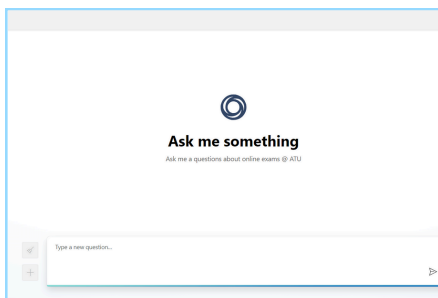 Ask me something
Ask me a questions about online exams @ ATU
Type a new question...